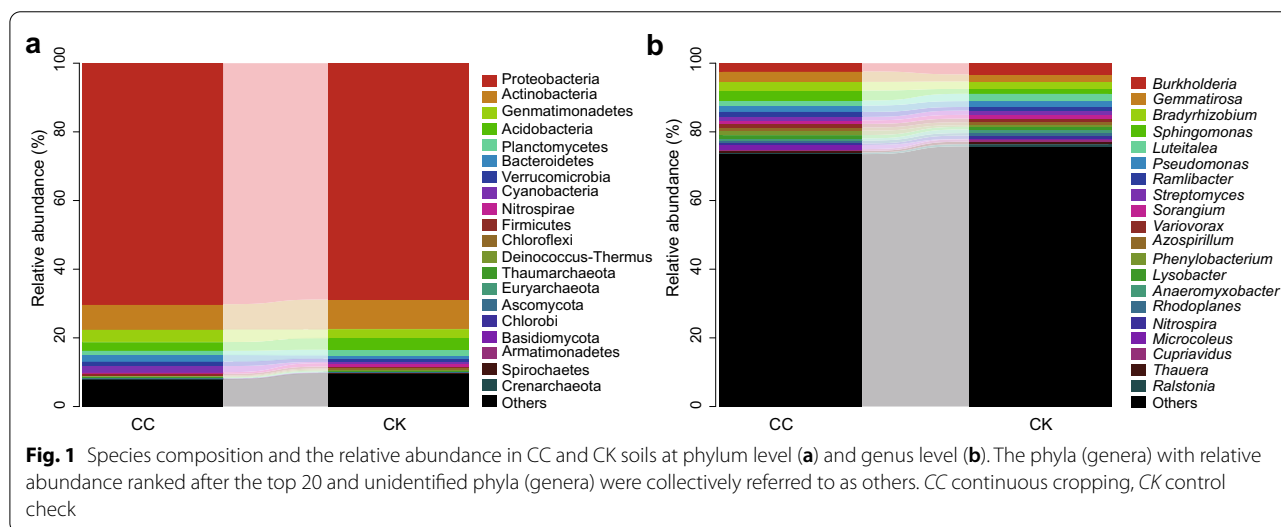 a
100
80
60
40
20
0
Relative abundance (%)
CC
CK
Proteobacteria
Actinobacteria
Genmatimonadetes
Acidobacteria
Planctomycetes
Bacteroidetes
Verrucomicrobia
Cyanobacteria
Nitrospirae
Firmicutes
Chloroflexi
Deinococcus-Thermus
Thaumarchaeota
Euryarchaeota
Ascomycota
Chlorobi
Basidiomycota
Armatimonadetes
Spirochaetes
Crenarchaeota
Others
b
100
80
60
40
20
0
Relative abundance (%)
CC
CK
Burkholderia
Gemmatirosa
Bradyrhizobium
Sphingomonas
Luteitalea
Pseudomonas
Ramlibacter
Streptomyces
Sorangium
Variovorax
Azospirillum
Phenylobacterium
Lysobacter
Anaeromyxobacter
Rhodoplanes
Nitrospira
Microcoleus
Cupriavidus
Thauera
Ralstonia
Others
Fig. 1 Species composition and the relative abundance in CC and CK soils at phylum level (a) and genus level (b). The phyla (genera) with relative
abundance ranked after the top 20 and unidentified phyla (genera) were collectively referred to as others. CC continuous cropping, CK control
check